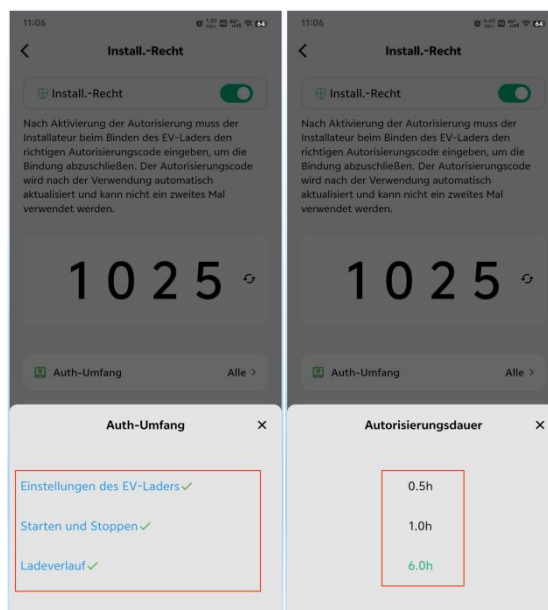 11:06
Install.-Recht
Install.-Recht
Nach Aktivierung der Autorisierung muss der
Installateur beim Binden des EV-Laders den
richtigen Autorisierungscode eingeben, um die
Bindung abzuschließen. Der Autorisierungscode
wird nach der Verwendung automatisch
aktualisiert und kann nicht ein zweites Mal
verwendet werden.
1025
Auth-Umfang Alle >
Auth-Umfang ×
Einstellungen des EV-Laders ✓
Starten und Stoppen ✓
Ladeverlauf ✓
11:06
Install.-Recht
Install.-Recht
Nach Aktivierung der Autorisierung muss der
Installateur beim Binden des EV-Laders den
richtigen Autorisierungscode eingeben, um die
Bindung abzuschließen. Der Autorisierungscode
wird nach der Verwendung automatisch
aktualisiert und kann nicht ein zweites Mal
verwendet werden.
1025
Auth-Umfang Alle >
Autorisierungsdauer ×
0.5h
1.0h
6.0h